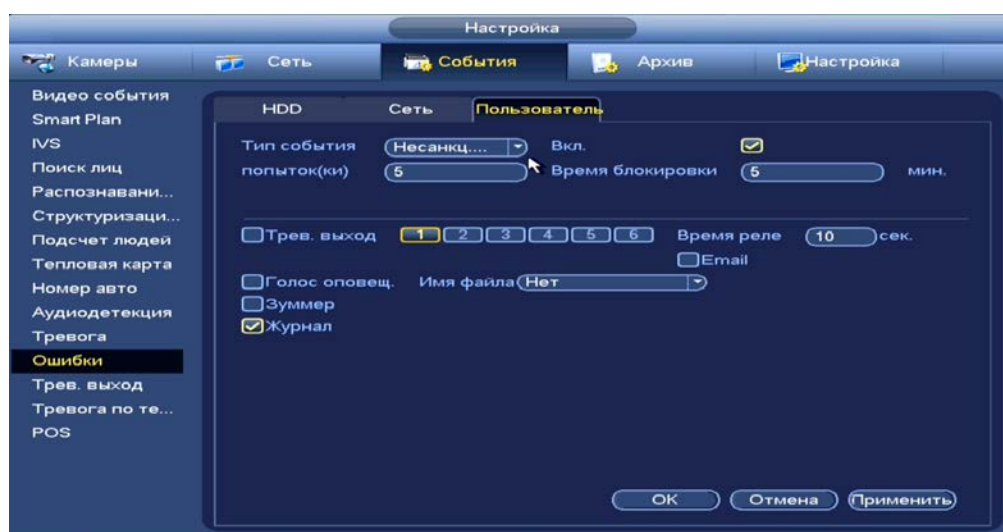 Настройка
Камеры Сеть События Архив Настройка
Видео события
Smart Plan
IVS
Поиск лиц
Распознавани...
Структуризаци...
Подсчет людей
Тепловая карта
Номер авто
Аудиодетекция
Тревога
Ошибки
Трев. выход
Тревога по те...
POS
HDD Сеть Пользователь
Тип события Несанкц.... Вкл.
попыток(ки) 5 Время блокировки 5 мин.
Трев. выход 1 2 3 4 5 6 Время реле 10 сек.
Email
Голос оповещ. Имя файла Нет
Зуммер
Журнал
ОК Отмена Применить